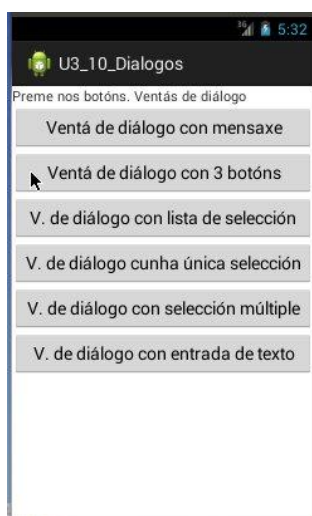 36 5:32
U3_10_Dialogos
Preme nos botóns. Ventás de diálogo
Ventá de diálogo con mensaxe
Ventá de diálogo con 3 botóns
V. de diálogo con lista de selección
V. de diálogo cunha única selección
V. de diálogo con selección múltiple
V. de diálogo con entrada de texto